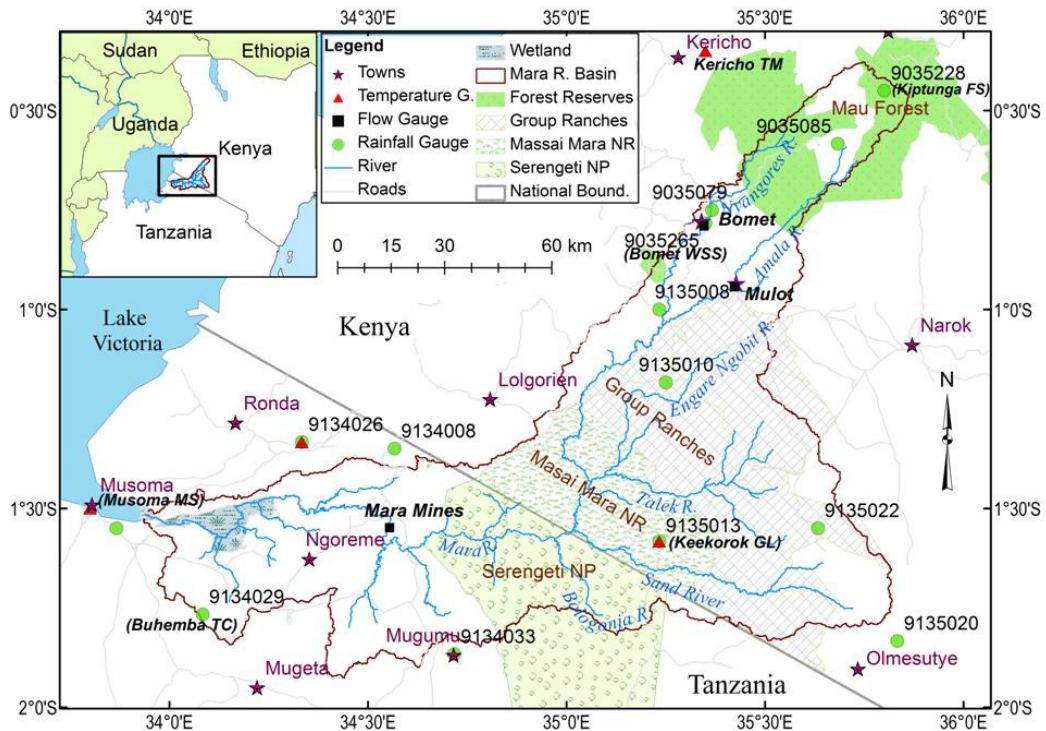 34°0'E
34°30'E
35°0'E
35°30'E
36°0'E
Sudan
Ethiopia
Uganda
Kenya
Tanzania
Legend
Towns
Temperature G.
Flow Gauge
Rainfall Gauge
River
Roads
Wetland
Mara R. Basin
Forest Reserves
Group Ranches
Massai Mara NR
Serengeti NP
National Bound.
0 15 30 60 km
Kericho
Kericho TM
9035228
(Kiptunga FS)
Mau Forest
0°30'S
0°30'S
9035085
Nyangores R.
9035079
Bomet
9035265
(Bomet WSS)
Amala R.
Mulot
9135008
1°0'S
1°0'S
Lake
Victoria
Kenya
Narok
9135010
Engare Ngobit R.
Group Ranches
Lolgorien
Ronda
9134026
9134008
N
Masai Mara NR
Talek R.
Musoma
(Musoma MS)
1°30'S
1°30'S
Mara Mines
9135013
(Keekorok GL)
9135022
Ngoreme
Mara R.
Serengeti NP
Sand River
Bologonja R.
9134029
(Buhemba TC)
Mugumu
9134033
9135020
Olmesutye
Mugeta
Tanzania
2°0'S
2°0'S
34°0'E
34°30'E
35°0'E
35°30'E
36°0'E